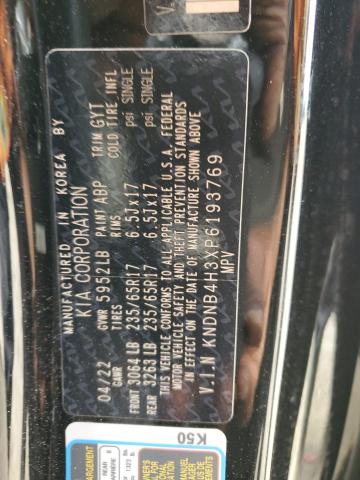 MANUFACTURED IN KOREA BY
KIA CORPORATION
04/22 GVWR 5952LB PAINT ABP TRIM GYT
GAWR RIMS COLD TIRE INFL
FRONT 3064 LB 235/65R17 6.5Jx17 psi SINGLE
REAR 3263 LB 235/65R17 6.5Jx17 psi SINGLE
THIS VEHICLE CONFORMS TO ALL APPLICABLE U.S.A. FEDERAL
MOTOR VEHICLE SAFETY AND THEFT PREVENTION STANDARDS
IN EFFECT ON THE DATE OF MANUFACTURE SHOWN ABOVE
V.I.N KNDNB4H3XP6193769
MPV
K50
REAR